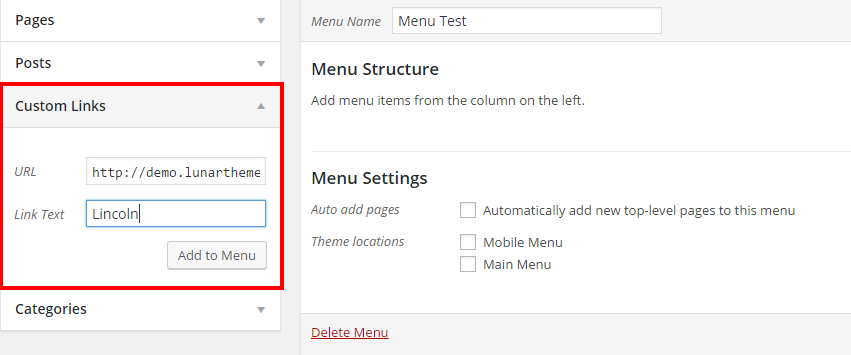 Pages
Posts
Custom Links
URL http://demo.lunartheme
Link Text Lincoln
Add to Menu
Categories
Menu Name Menu Test
Menu Structure
Add menu items from the column on the left.
Menu Settings
Auto add pages Automatically add new top-level pages to this menu
Theme locations Mobile Menu
Main Menu
Delete Menu